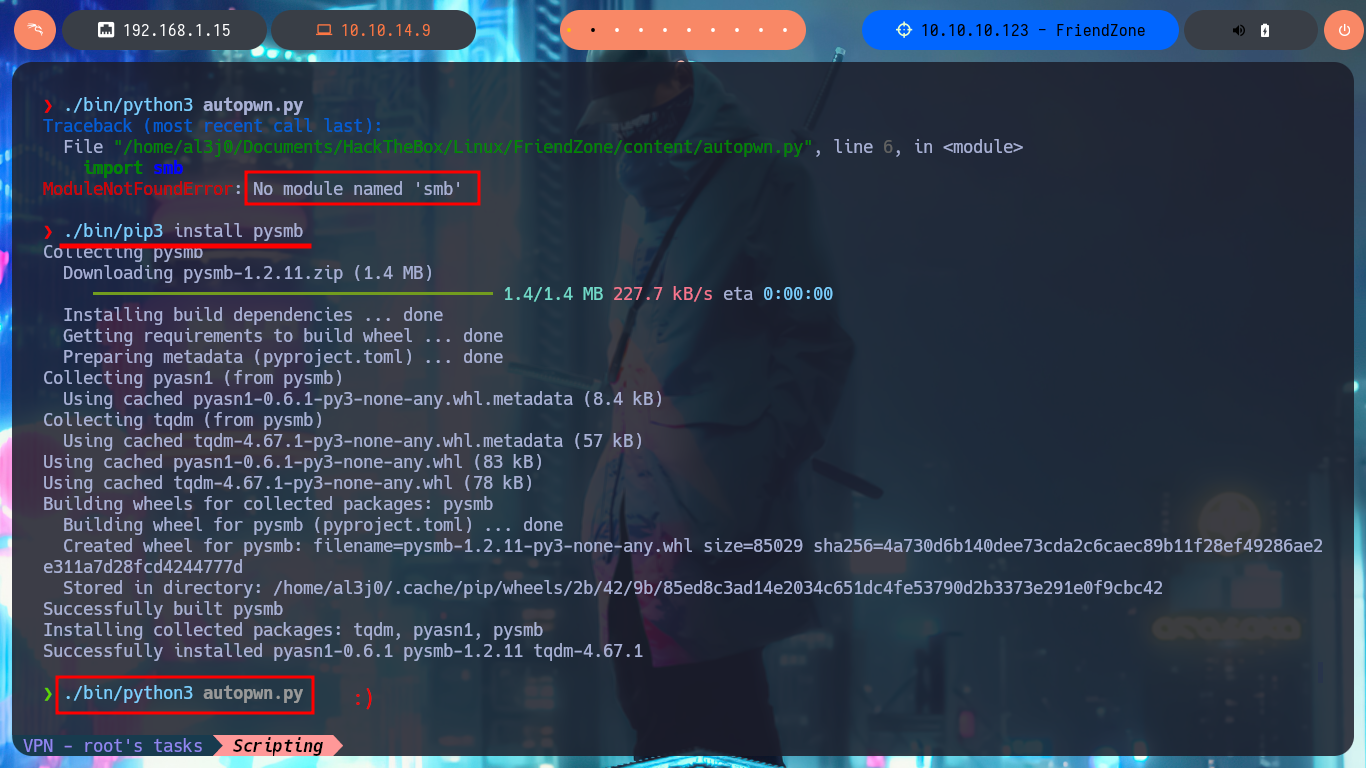 192.168.1.15 10.10.14.9 10.10.10.123 - FriendZone
❯ ./bin/python3 autopwn.py
Traceback (most recent call last):
File "/home/al3j0/Documents/HackTheBox/Linux/FriendZone/content/autopwn.py", line 6, in <module>
import smb
ModuleNotFoundError: No module named 'smb'
❯ ./bin/pip3 install pysmb
Collecting pysmb
Downloading pysmb-1.2.11.zip (1.4 MB)
1.4/1.4 MB 227.7 kB/s eta 0:00:00
Installing build dependencies ... done
Getting requirements to build wheel ... done
Preparing metadata (pyproject.toml) ... done
Collecting pyasn1 (from pysmb)
Using cached pyasn1-0.6.1-py3-none-any.whl.metadata (8.4 kB)
Collecting tqdm (from pysmb)
Using cached tqdm-4.67.1-py3-none-any.whl.metadata (57 kB)
Using cached pyasn1-0.6.1-py3-none-any.whl (83 kB)
Using cached tqdm-4.67.1-py3-none-any.whl (78 kB)
Building wheels for collected packages: pysmb
Building wheel for pysmb (pyproject.toml) ... done
Created wheel for pysmb: filename=pysmb-1.2.11-py3-none-any.whl size=85029 sha256=4a730d6b140dee73cda2c6caec89b11f28ef49286ae2
e311a7d28fcd4244777d
Stored in directory: /home/al3j0/.cache/pip/wheels/2b/42/9b/85ed8c3ad14e2034c651dc4fe53790d2b3373e291e0f9cbc42
Successfully built pysmb
Installing collected packages: tqdm, pyasn1, pysmb
Successfully installed pyasn1-0.6.1 pysmb-1.2.11 tqdm-4.67.1
❯ ./bin/python3 autopwn.py :)
VPN - root's tasks Scripting